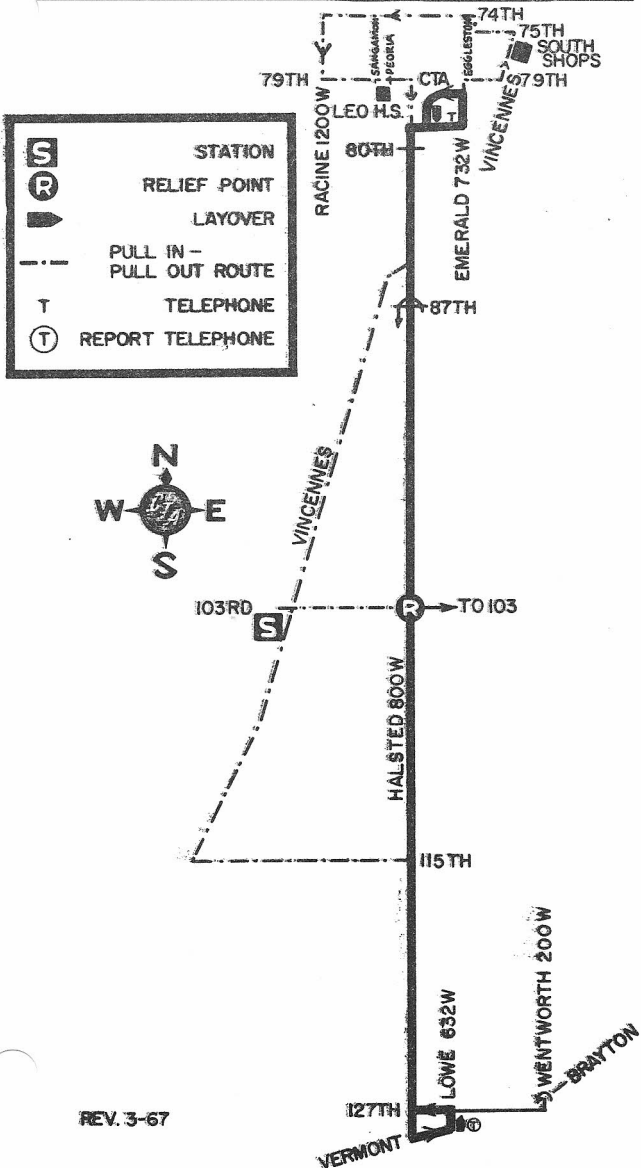 74TH
75TH
SOUTH
SHOPS
SANGAMON
PEORIA
EGGLESTON
79TH
CTA
79TH
LEO H.S.
T
VINCENNES
80TH
RACINE 1200W
EMERALD 732W
S STATION
R RELIEF POINT
LAYOVER
PULL IN -
PULL OUT ROUTE
T TELEPHONE
T REPORT TELEPHONE
87TH
N
W E
S
CTA
VINCENNES
103RD
S
R
TO 103
HALSTED 800W
115TH
LOWE 632W
WENTWORTH 200W
BRAYTON
127TH
T
VERMONT
REV. 3-67